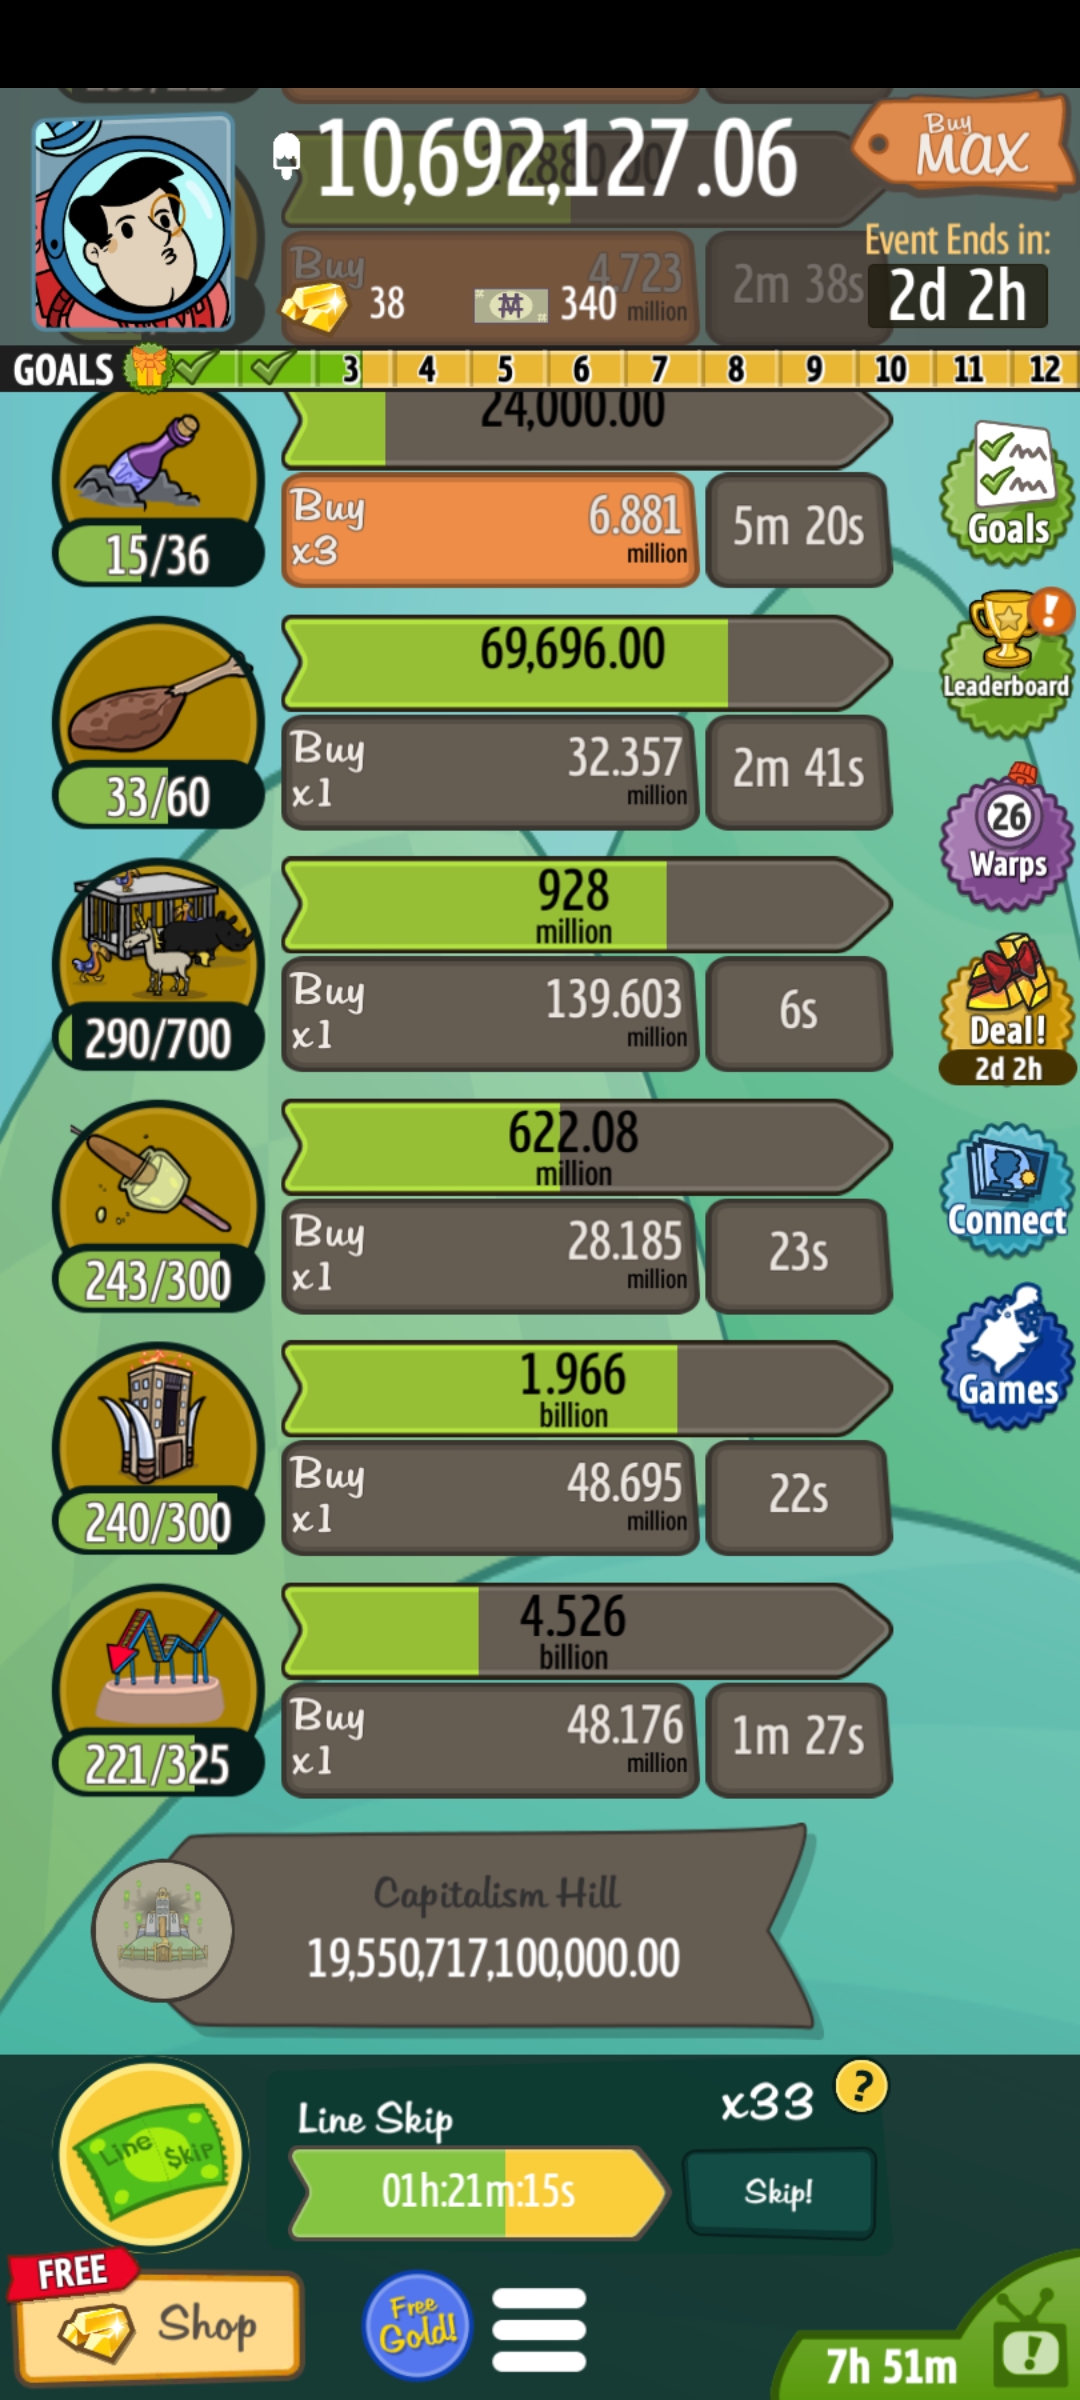 10,692,127.06
Buy
MAX
Event Ends in:
2d 2h
Buy
4.723
million
2m 38s
38
340
GOALS
3
4
5
6
7
8
9
10
11
12
24,000.00
15/36
Buy
x3
6.881
million
5m 20s
Goals
69,696.00
33/60
Buy
x1
32.357
million
2m 41s
!
Leaderboard
928
million
290/700
Buy
x1
139.603
million
6s
26
Warps
Deal!
2d 2h
622.08
million
243/300
Buy
x1
28.185
million
23s
Connect
1.966
billion
240/300
Buy
x1
48.695
million
22s
Games
4.526
billion
221/325
Buy
x1
48.176
million
1m 27s
Capitalism Hill
19,550,717,100,000.00
Line $kip
Line Skip
x33
?
01h:21m:15s
Skip!
FREE
Shop
Free
Gold!
7h 51m
!